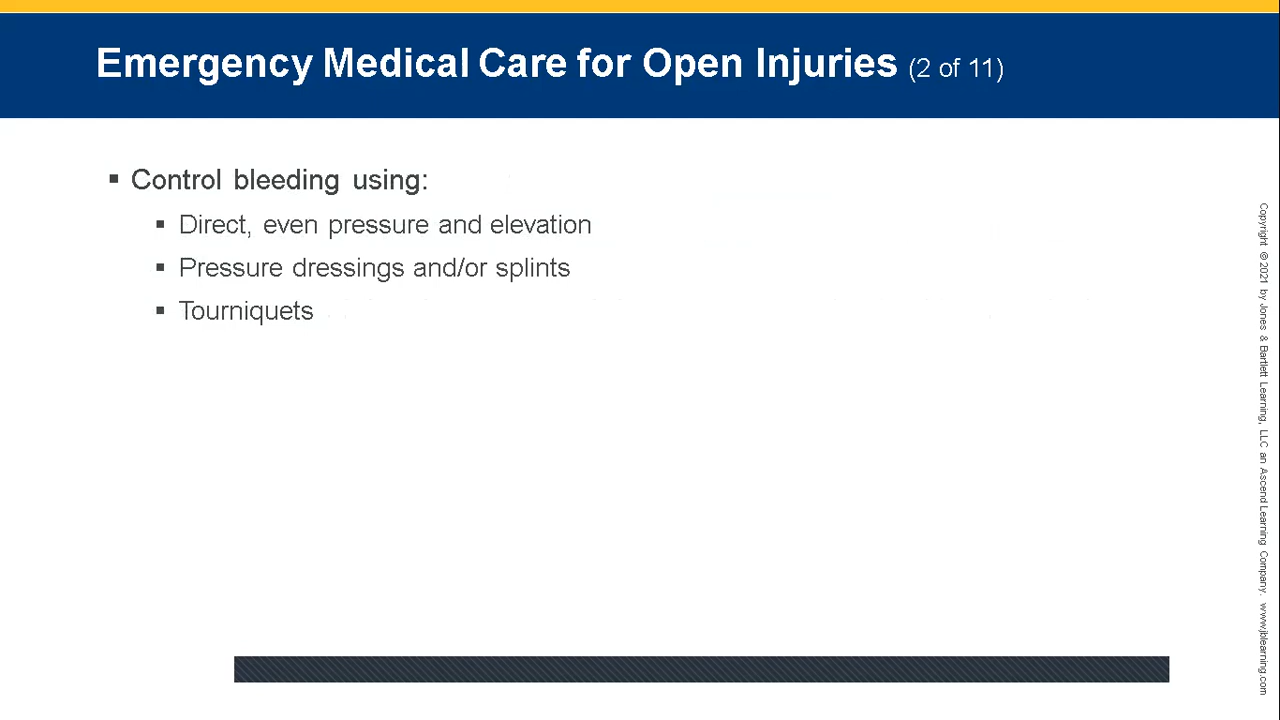 Emergency Medical Care for Open Injuries (2 of 11)
▪ Control bleeding using:
▪ Direct, even pressure and elevation
▪ Pressure dressings and/or splints
▪ Tourniquets
Copyright © 2021 by Jones & Bartlett Learning, LLC an Ascend Learning Company. www.jblearning.com